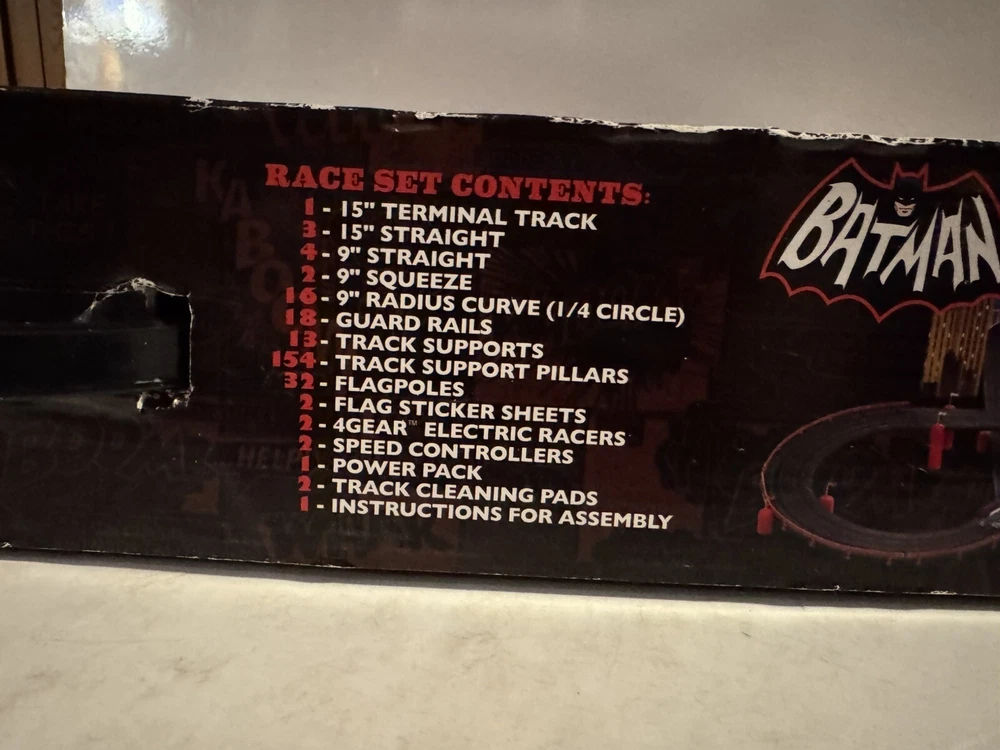 RACE SET CONTENTS:
1 - 15" TERMINAL TRACK
3 - 15" STRAIGHT
4 - 9" STRAIGHT
2 - 9" SQUEEZE
16 - 9" RADIUS CURVE (1/4 CIRCLE)
18 - GUARD RAILS
13 - TRACK SUPPORTS
154 - TRACK SUPPORT PILLARS
32 - FLAGPOLES
2 - FLAG STICKER SHEETS
2 - 4GEAR™ ELECTRIC RACERS
2 - SPEED CONTROLLERS
1 - POWER PACK
2 - TRACK CLEANING PADS
1 - INSTRUCTIONS FOR ASSEMBLY
BATMAN
HELP